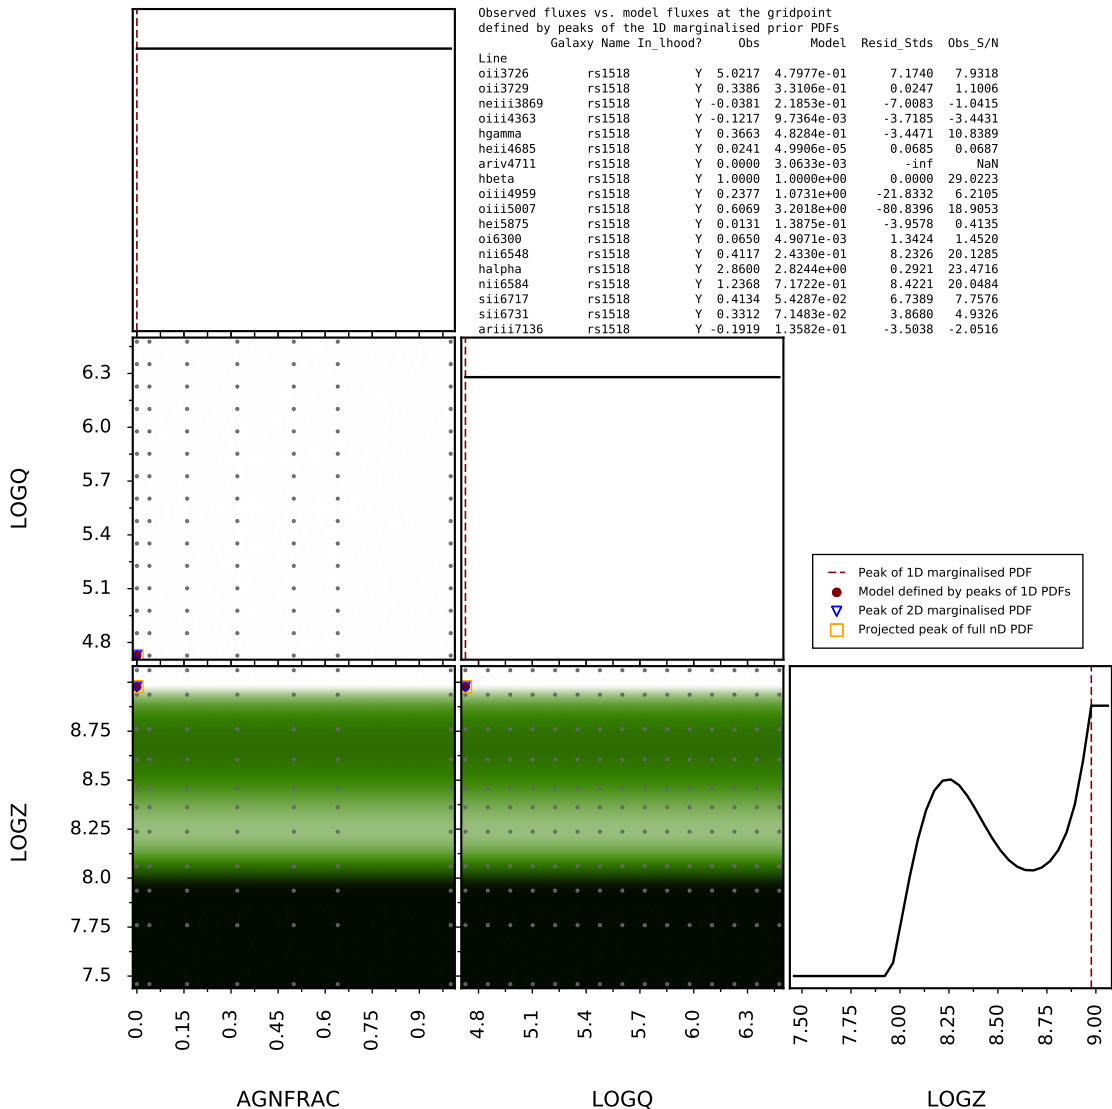 Observed fluxes vs. model fluxes at the gridpoint
defined by peaks of the 1D marginalised prior PDFs
Galaxy Name In_lhood? Obs Model Resid_Stds Obs_S/N
Line
oii3726 rs1518 Y 5.0217 4.7977e-01 7.1740 7.9318
oii3729 rs1518 Y 0.3386 3.3106e-01 0.0247 1.1006
neiii3869 rs1518 Y -0.0381 2.1853e-01 -7.0083 -1.0415
oiii4363 rs1518 Y -0.1217 9.7364e-03 -3.7185 -3.4431
hgamma rs1518 Y 0.3663 4.8284e-01 -3.4471 10.8389
heii4685 rs1518 Y 0.0241 4.9906e-05 0.0685 0.0687
ariv4711 rs1518 Y 0.0000 3.0633e-03 -inf NaN
hbeta rs1518 Y 1.0000 1.0000e+00 0.0000 29.0223
oiii4959 rs1518 Y 0.2377 1.0731e+00 -21.8332 6.2105
oiii5007 rs1518 Y 0.6069 3.2018e+00 -80.8396 18.9053
hei5875 rs1518 Y 0.0131 1.3875e-01 -3.9578 0.4135
oi6300 rs1518 Y 0.0650 4.9071e-03 1.3424 1.4520
nii6548 rs1518 Y 0.4117 2.4330e-01 8.2326 20.1285
halpha rs1518 Y 2.8600 2.8244e+00 0.2921 23.4716
nii6584 rs1518 Y 1.2368 7.1722e-01 8.4221 20.0484
sii6717 rs1518 Y 0.4134 5.4287e-02 6.7389 7.7576
sii6731 rs1518 Y 0.3312 7.1483e-02 3.8680 4.9326
ariii7136 rs1518 Y -0.1919 1.3582e-01 -3.5038 -2.0516
6.3
6.0
5.7
5.4
5.1
4.8
LOGQ
Peak of 1D marginalised PDF
Model defined by peaks of 1D PDFs
Peak of 2D marginalised PDF
Projected peak of full nD PDF
8.75
8.5
8.25
8.0
7.75
7.5
LOGZ
0.0 0.15 0.3 0.45 0.6 0.75 0.9
4.8 5.1 5.4 5.7 6.0 6.3
7.50 7.75 8.00 8.25 8.50 8.75 9.00
AGNFRAC LOGQ LOGZ